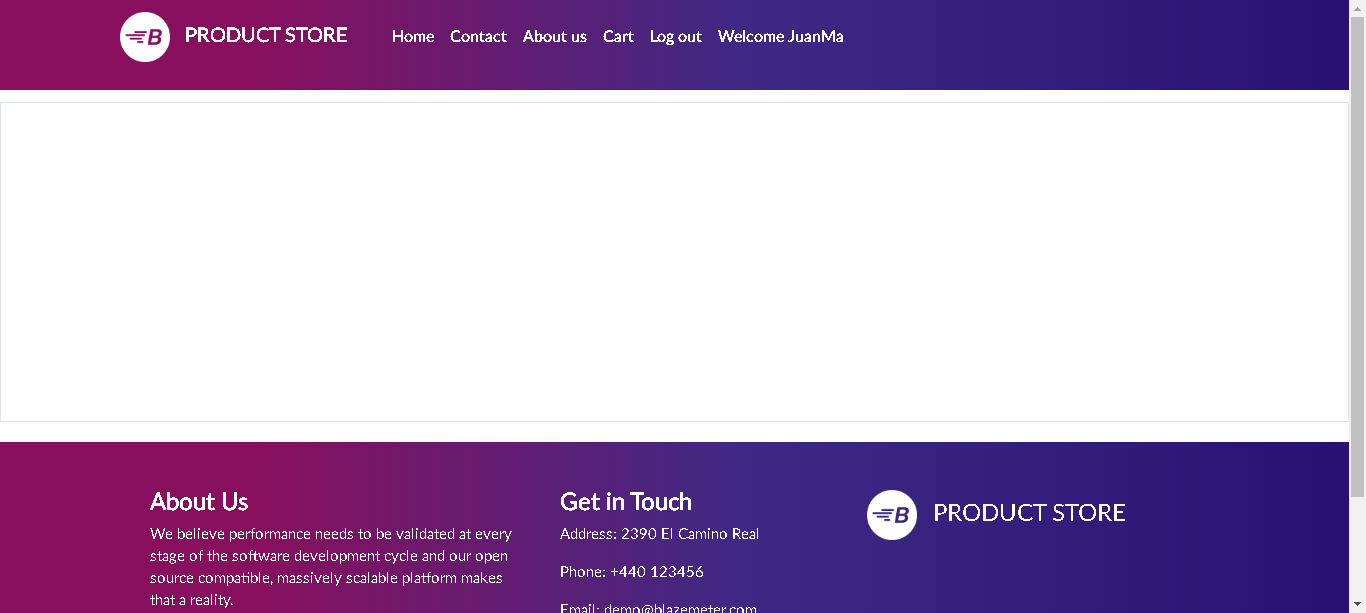 B PRODUCT STORE Home Contact About us Cart Log out Welcome JuanMa
About Us
We believe performance needs to be validated at every
stage of the software development cycle and our open
source compatible, massively scalable platform makes
that a reality.
Get in Touch
Address: 2390 El Camino Real
Phone: +440 123456
Email: demo@blazemeter.com
B PRODUCT STORE